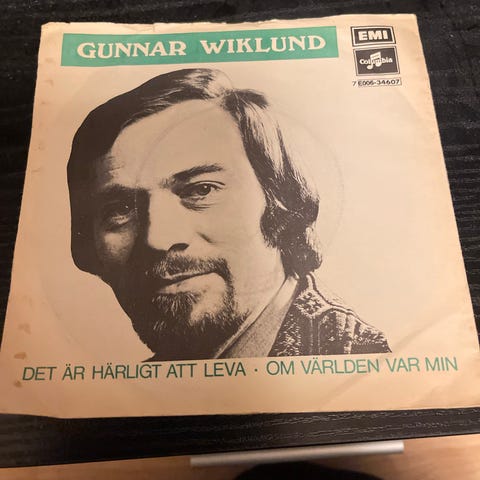 GUNNAR WIKLUND
EMI
Columbia
7 E006-34607
DET ÄR HÄRLIGT ATT LEVA · OM VÄRLDEN VAR MIN